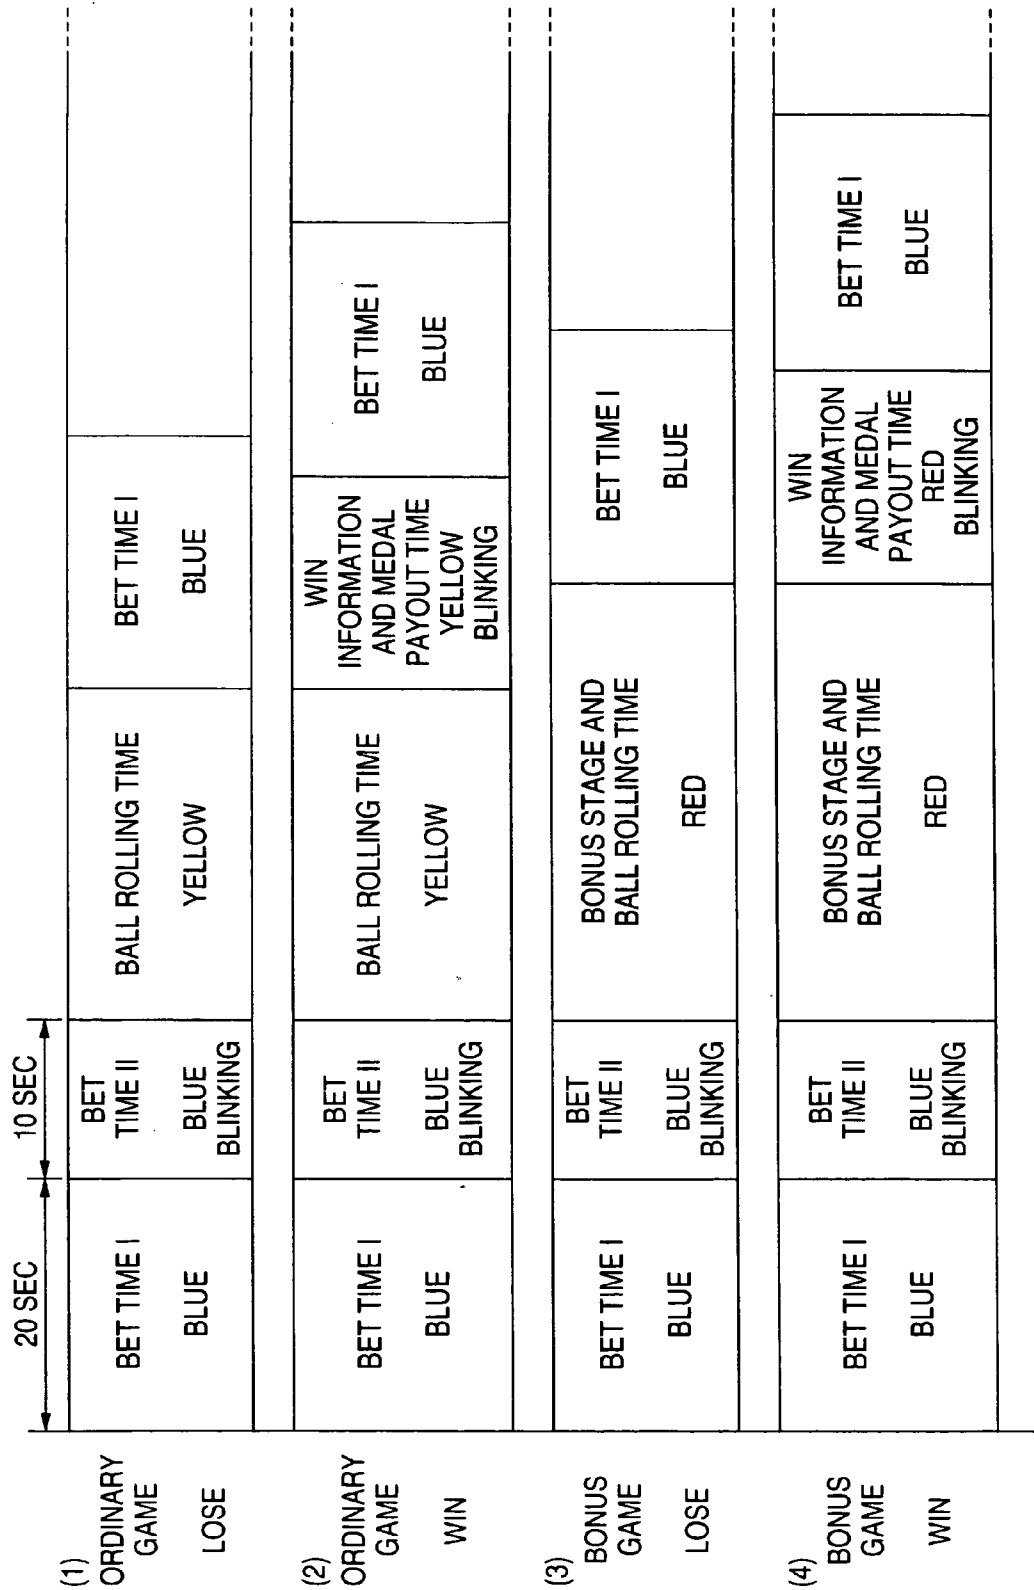 20 SEC
10 SEC
(1)
ORDINARY
GAME
LOSE
BET TIME I
BLUE
BET
TIME II
BLUE
BLINKING
BALL ROLLING TIME
YELLOW
BET TIME I
BLUE
(2)
ORDINARY
GAME
WIN
BET TIME I
BLUE
BET
TIME II
BLUE
BLINKING
BALL ROLLING TIME
YELLOW
WIN
INFORMATION
AND MEDAL
PAYOUT TIME
YELLOW
BLINKING
BET TIME I
BLUE
(3)
BONUS
GAME
LOSE
BET TIME I
BLUE
BET
TIME II
BLUE
BLINKING
BONUS STAGE AND
BALL ROLLING TIME
RED
BET TIME I
BLUE
(4)
BONUS
GAME
WIN
BET TIME I
BLUE
BET
TIME II
BLUE
BLINKING
BONUS STAGE AND
BALL ROLLING TIME
RED
WIN
INFORMATION
AND MEDAL
PAYOUT TIME
RED
BLINKING
BET TIME I
BLUE